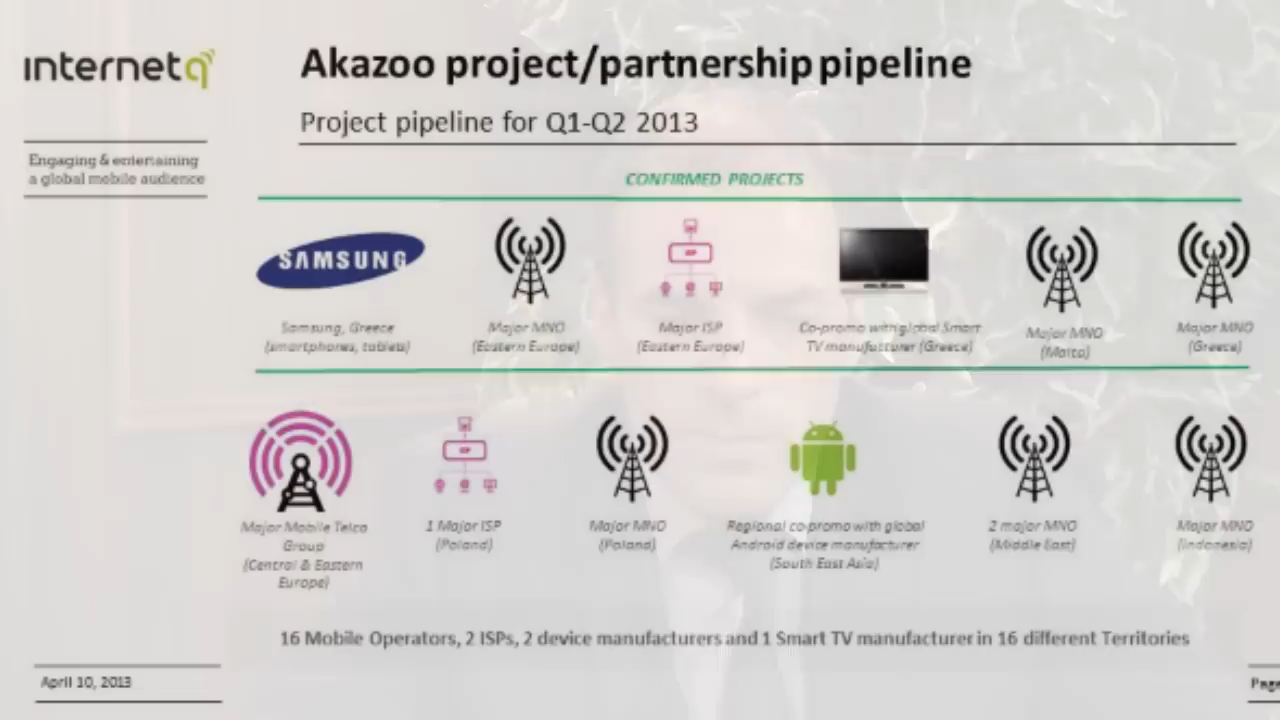 internetq
Akazoo project/partnership pipeline
Project pipeline for Q1-Q2 2013
Engaging & entertaining
a global mobile audience
CONFIRMED PROJECTS
SAMSUNG
Samsung, Greece
(smartphones, tablets)
Major MNO
(Eastern Europe)
ISP
Major ISP
(Eastern Europe)
Co-promo with global Smart
TV manufacturer (Greece)
Major MNO
(Malta)
Major MNO
(Greece)
Major Mobile Telco
Group
(Central & Eastern
Europe)
ISP
1 Major ISP
(Poland)
Major MNO
(Poland)
Regional co-promo with global
Android device manufacturer
(South East Asia)
2 major MNO
(Middle East)
Major MNO
(Indonesia)
16 Mobile Operators, 2 ISPs, 2 device manufacturers and 1 Smart TV manufacturer in 16 different Territories
April 10, 2013
Page